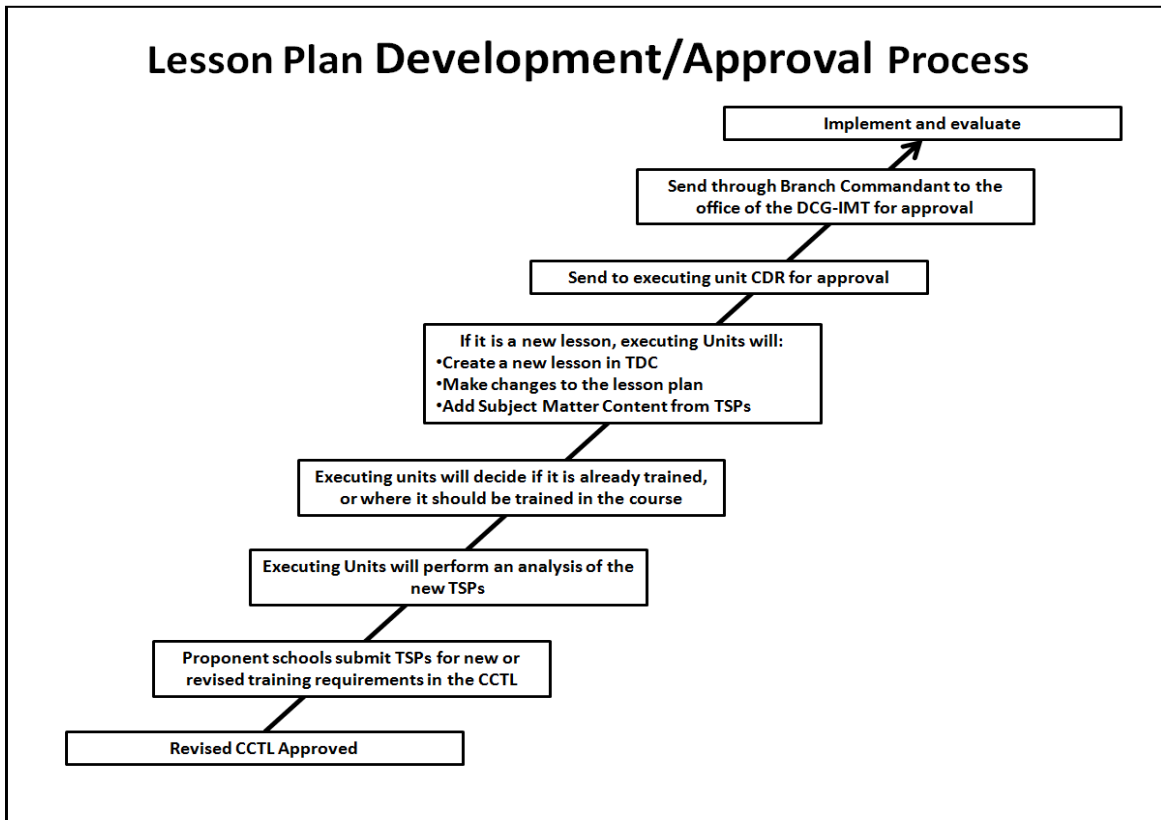 Lesson Plan Development/Approval Process
Implement and evaluate
Send through Branch Commandant to the
office of the DCG-IMT for approval
Send to executing unit CDR for approval
If it is a new lesson, executing Units will:
•Create a new lesson in TDC
•Make changes to the lesson plan
•Add Subject Matter Content from TSPs
Executing units will decide if it is already trained,
or where it should be trained in the course
Executing Units will perform an analysis of the
new TSPs
Proponent schools submit TSPs for new or
revised training requirements in the CCTL
Revised CCTL Approved